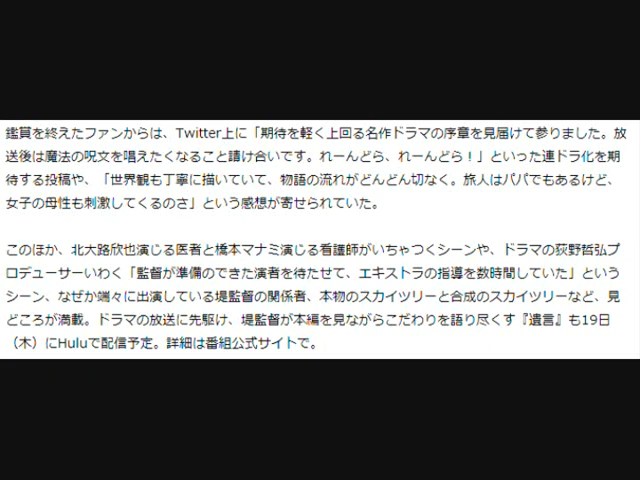 鑑賞を終えたファンからは、Twitter上に「期待を軽く上回る名作ドラマの序章を見届けて参りました。放
送後は魔法の呪文を唱えたくなること請け合いです。れーんどら、れーんどら！」といった連ドラ化を期
待する投稿や、「世界観も丁寧に描いていて、物語の流れがどんどん切なく。旅人はパパでもあるけど、
女子の母性も刺激してくるのさ」という感想が寄せられていた。
このほか、北大路欣也演じる医者と橋本マナミ演じる看護師がいちゃつくシーンや、ドラマの荻野哲弘プ
ロデューサーいわく「監督が準備のできた演者を待たせて、エキストラの指導を数時間していた」という
シーン、なぜか端々に出演している堤監督の関係者、本物のスカイツリーと合成のスカイツリーなど、見
どころが満載。ドラマの放送に先駆け、堤監督が本編を見ながらこだわりを語り尽くす『遺言』も19日
（木）にHuluで配信予定。詳細は番組公式サイトで。